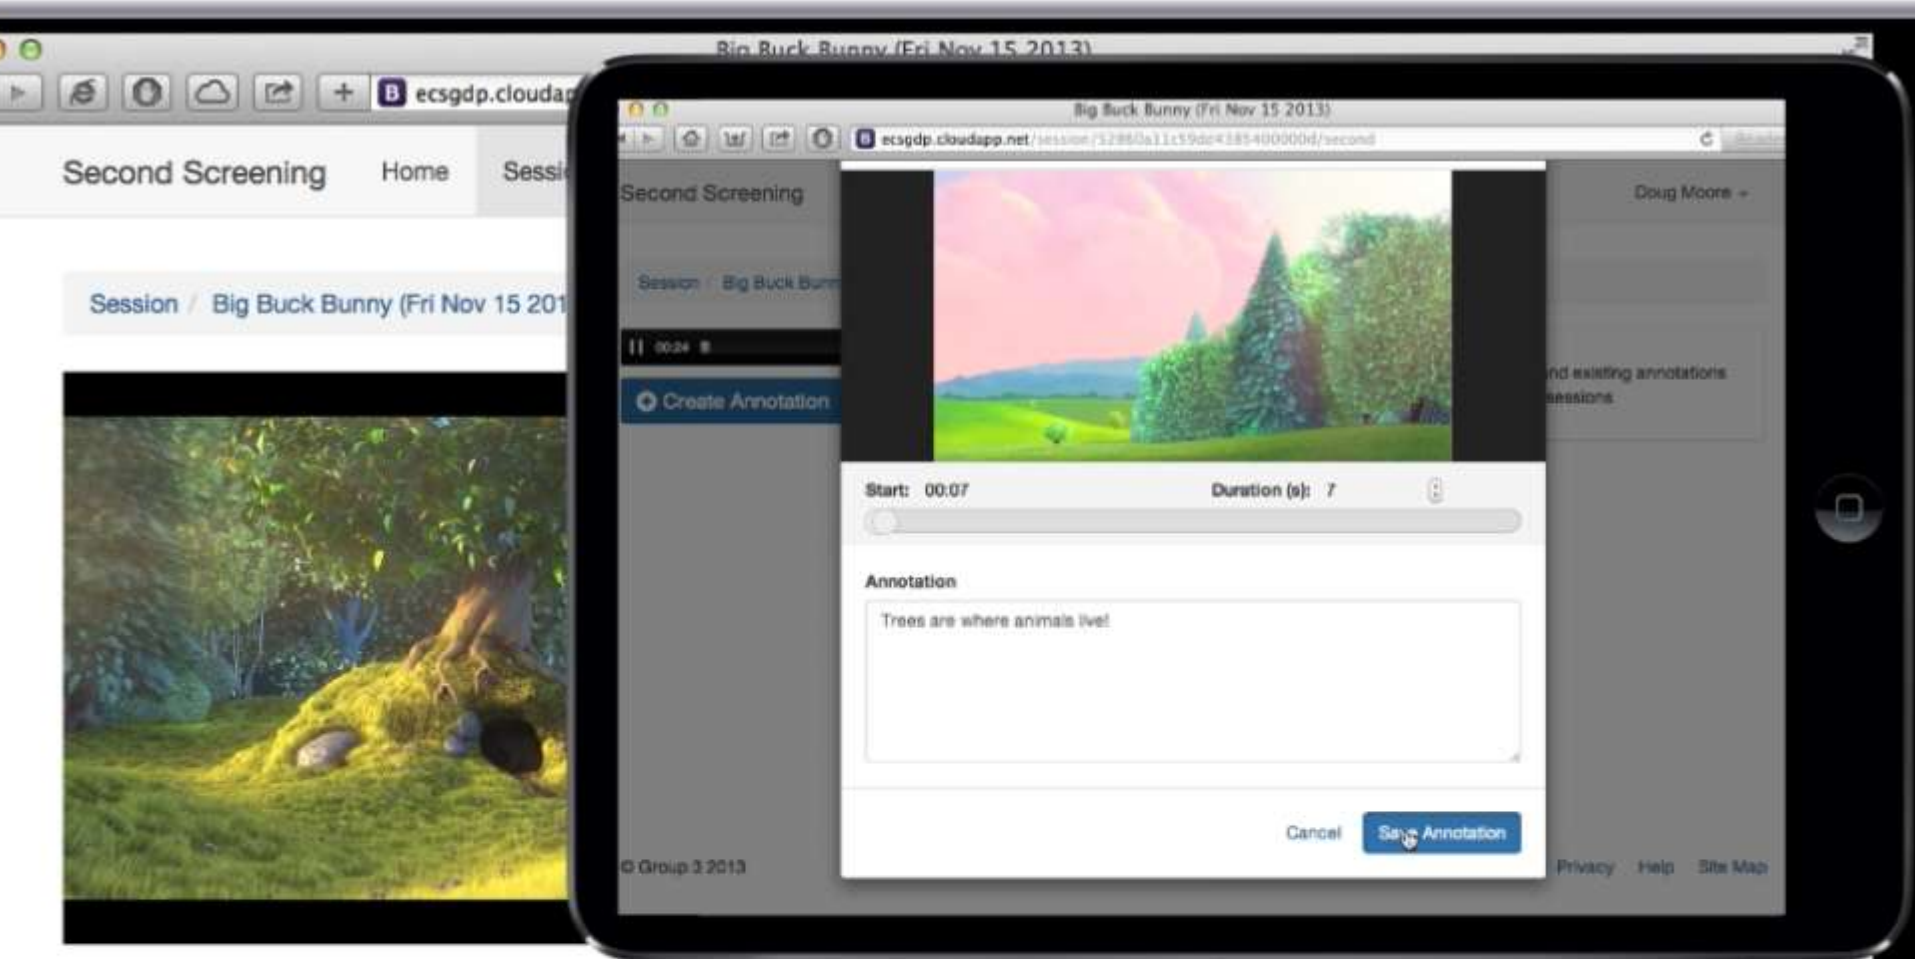 Big Buck Bunny (Fri Nov 15 2013)
ecsgdp.cloudap
Second Screening
Home
Sessi
Session / Big Buck Bunny (Fri Nov 15 201
Big Buck Bunny (Fri Nov 15 2013)
ecsgdp.cloudapp.net
Second Screening
Doug Moore
Session / Big Buck Bunn
00:24
Create Annotation
nd existing annotations
sessions
Start: 00:07
Duration (s): 7
Annotation
Trees are where animals live!
Cancel
Save Annotation
© Group 3 2013
Privacy
Help
Site Map